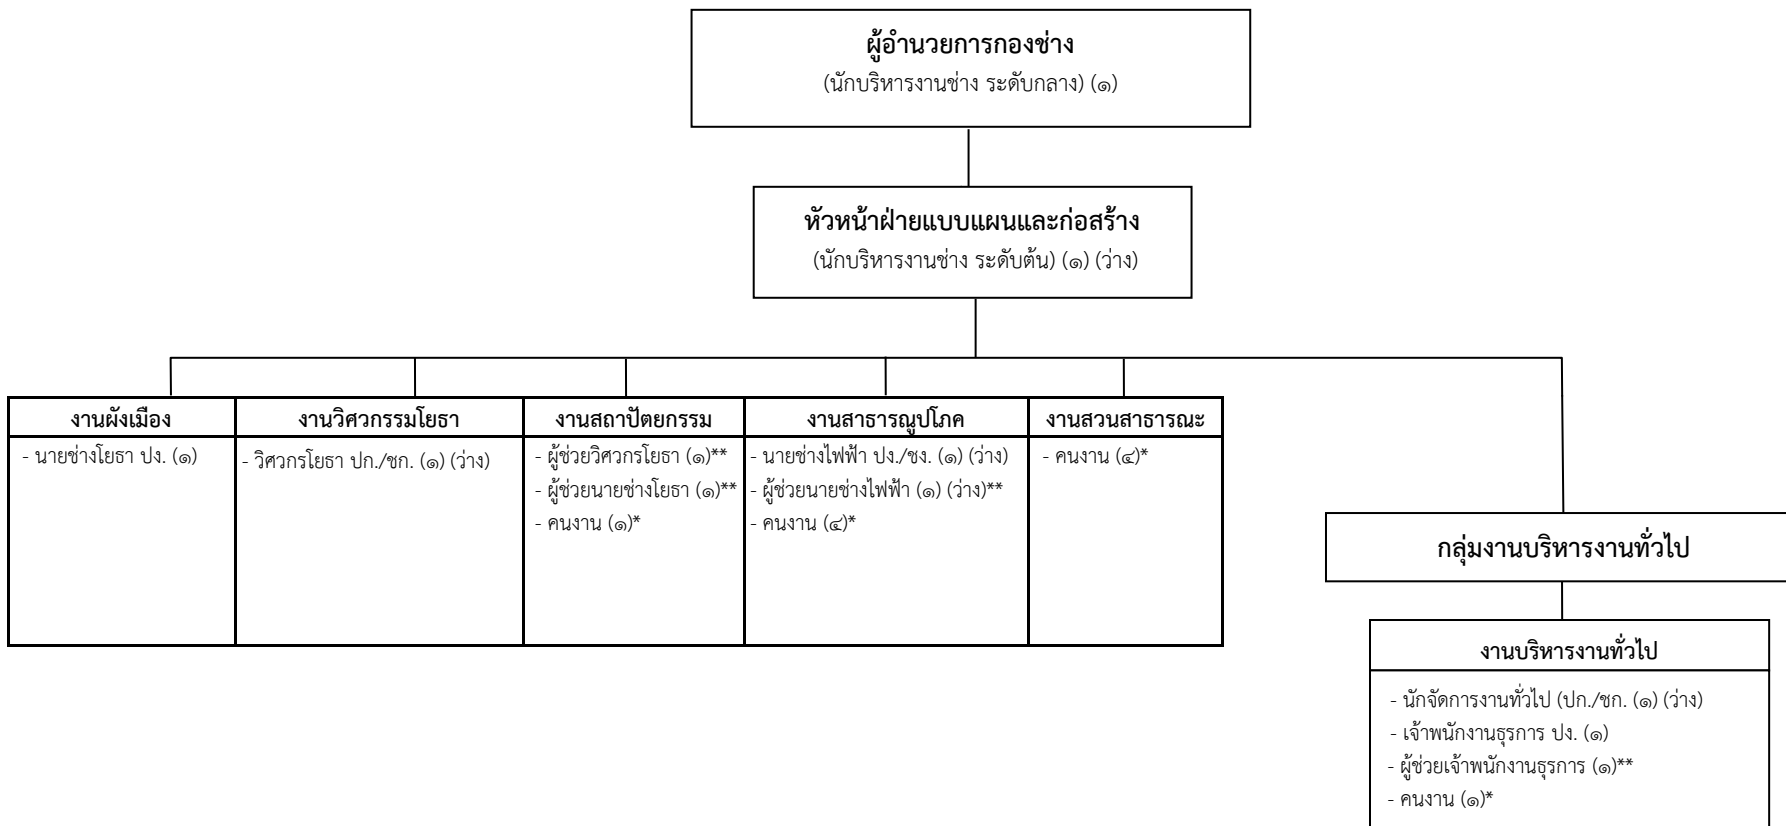 ผู้อำนวยการกองช่าง
(นักบริหารงานช่าง ระดับกลาง) (๑)
หัวหน้าฝ่ายแบบแผนและก่อสร้าง
(นักบริหารงานช่าง ระดับต้น) (๑) (ว่าง)
งานผังเมือง
- นายช่างโยธา ปง. (๑)
งานวิศวกรรมโยธา
- วิศวกรโยธา ปก./ชก. (๑) (ว่าง)
งานสถาปัตยกรรม
- ผู้ช่วยวิศวกรโยธา (๑)**
- ผู้ช่วยนายช่างโยธา (๑)**
- คนงาน (๑)*
งานสาธารณูปโภค
- นายช่างไฟฟ้า ปง./ชง. (๑) (ว่าง)
- ผู้ช่วยนายช่างไฟฟ้า (๑) (ว่าง)**
- คนงาน (๔)*
งานสวนสาธารณะ
- คนงาน (๔)*
กลุ่มงานบริหารงานทั่วไป
งานบริหารงานทั่วไป
- นักจัดการงานทั่วไป (ปก./ชก. (๑) (ว่าง)
- เจ้าพนักงานธุรการ ปง. (๑)
- ผู้ช่วยเจ้าพนักงานธุรการ (๑)**
- คนงาน (๑)*